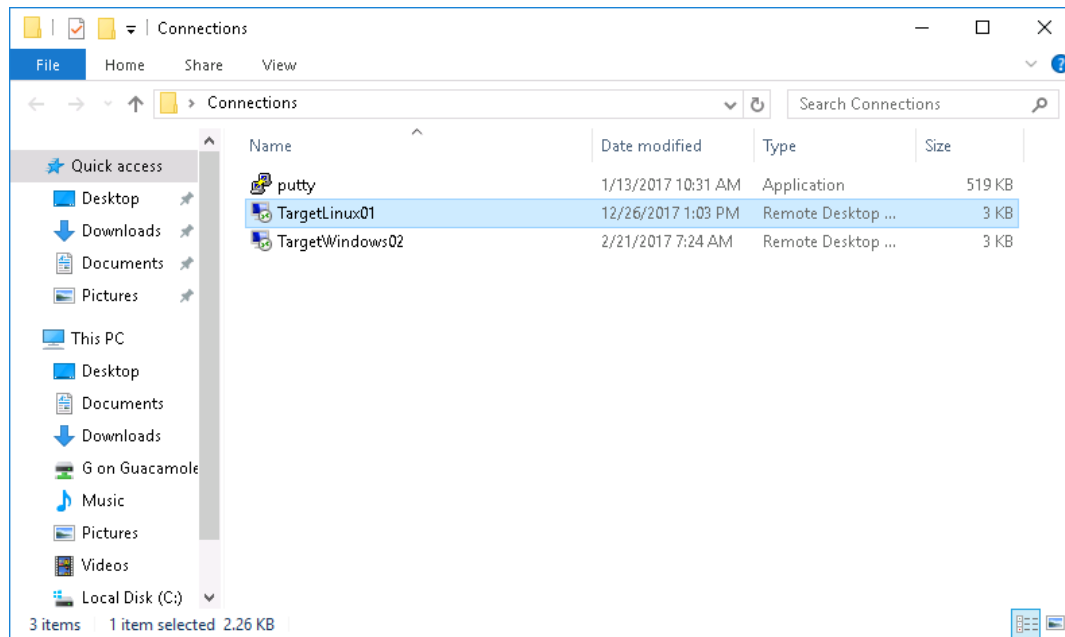 Connections
File Home Share View ?
Connections Search Connections
Name Date modified Type Size
putty 1/13/2017 10:31 AM Application 519 KB
TargetLinux01 12/26/2017 1:03 PM Remote Desktop ... 3 KB
TargetWindows02 2/21/2017 7:24 AM Remote Desktop ... 3 KB
Quick access
Desktop
Downloads
Documents
Pictures
This PC
Desktop
Documents
Downloads
G on Guacamole
Music
Pictures
Videos
Local Disk (C:)
3 items 1 item selected 2.26 KB